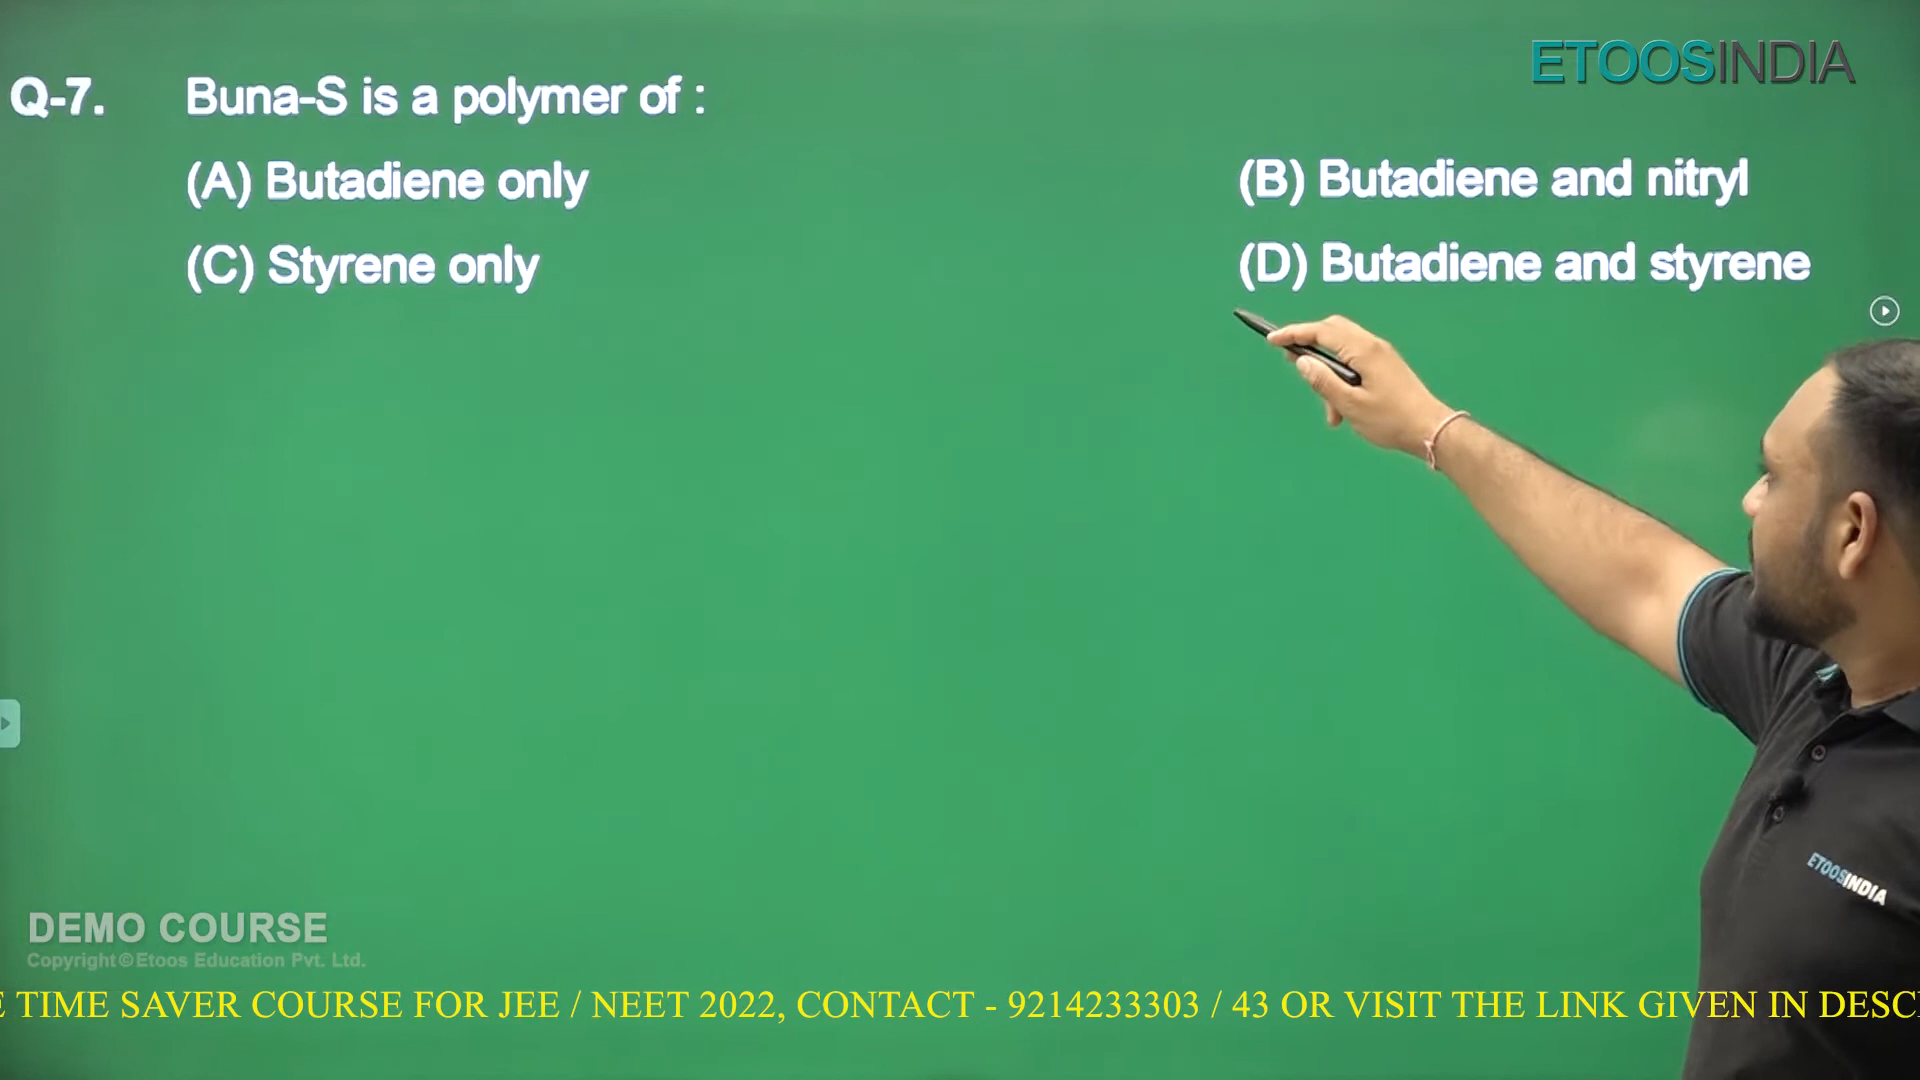 ETOOSINDIA
Q-7. Buna-S is a polymer of :
(A) Butadiene only (B) Butadiene and nitryl
(C) Styrene only (D) Butadiene and styrene
ETOOSINDIA
DEMO COURSE
Copyright©Etoos Education Pvt. Ltd.
E TIME SAVER COURSE FOR JEE / NEET 2022, CONTACT - 9214233303 / 43 OR VISIT THE LINK GIVEN IN DESC